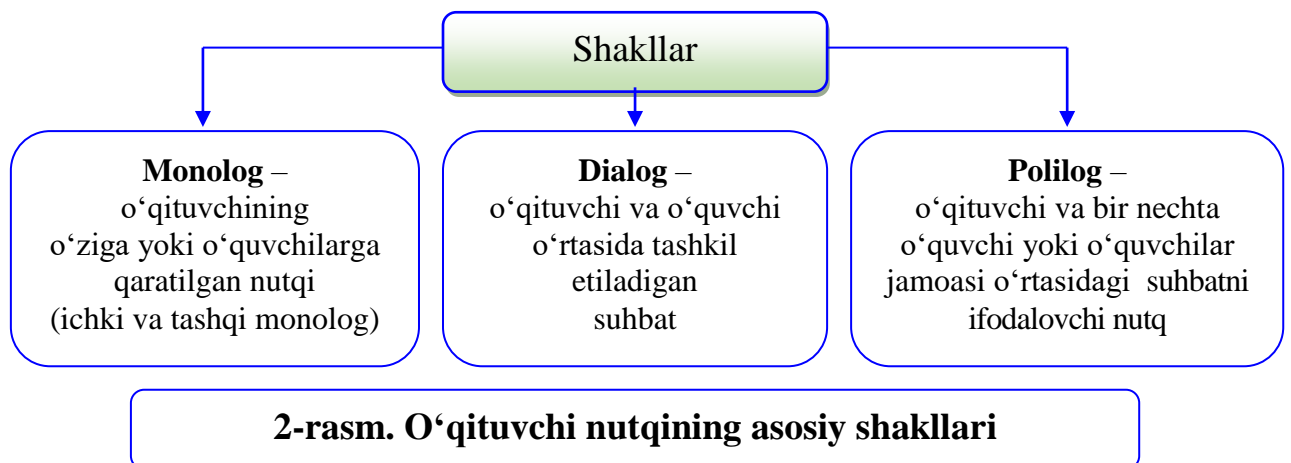 Shakllar
Monolog –
o‘qituvchining
o‘ziga yoki o‘quvchilarga
qaratilgan nutqi
(ichki va tashqi monolog)
Dialog –
o‘qituvchi va o‘quvchi
o‘rtasida tashkil
etiladigan
suhbat
Polilog –
o‘qituvchi va bir nechta
o‘quvchi yoki o‘quvchilar
jamoasi o‘rtasidagi suhbatni
ifodalovchi nutq
2-rasm. O‘qituvchi nutqining asosiy shakllari